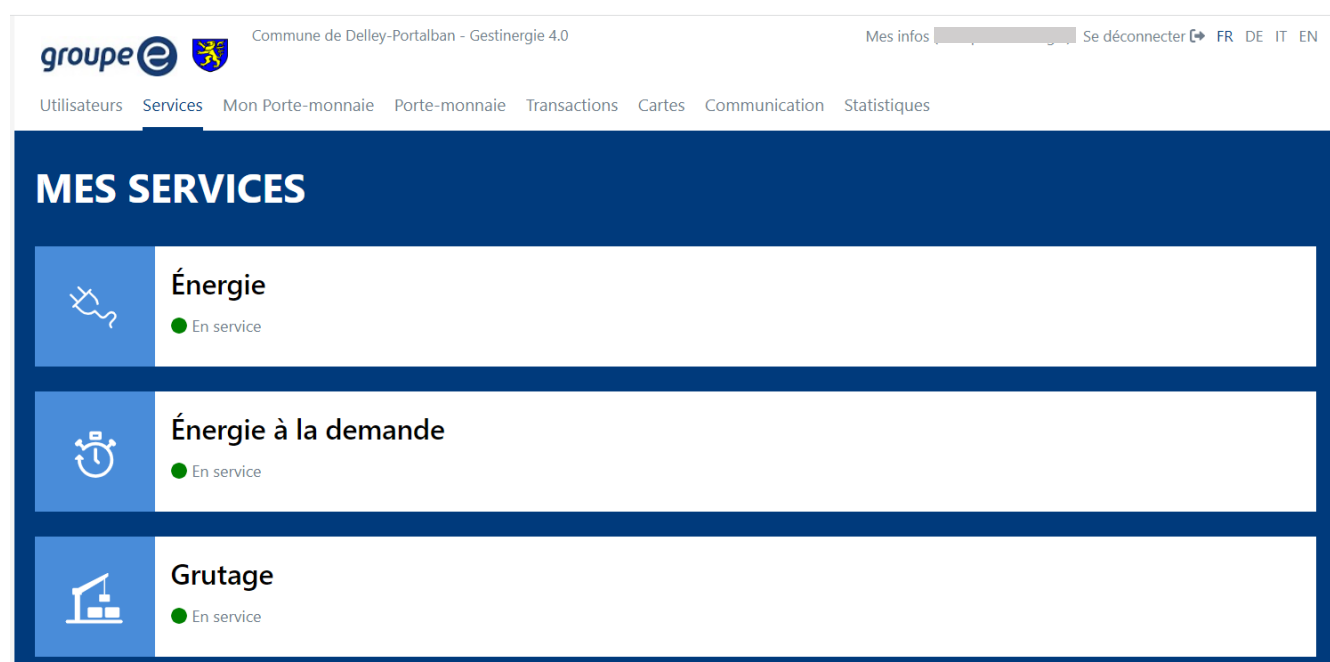 groupe e
Commune de Delley-Portalban - Gestinergie 4.0
Mes infos Se déconnecter FR DE IT EN
Utilisateurs Services Mon Porte-monnaie Porte-monnaie Transactions Cartes Communication Statistiques
MES SERVICES
Énergie
En service
Énergie à la demande
En service
Grutage
En service